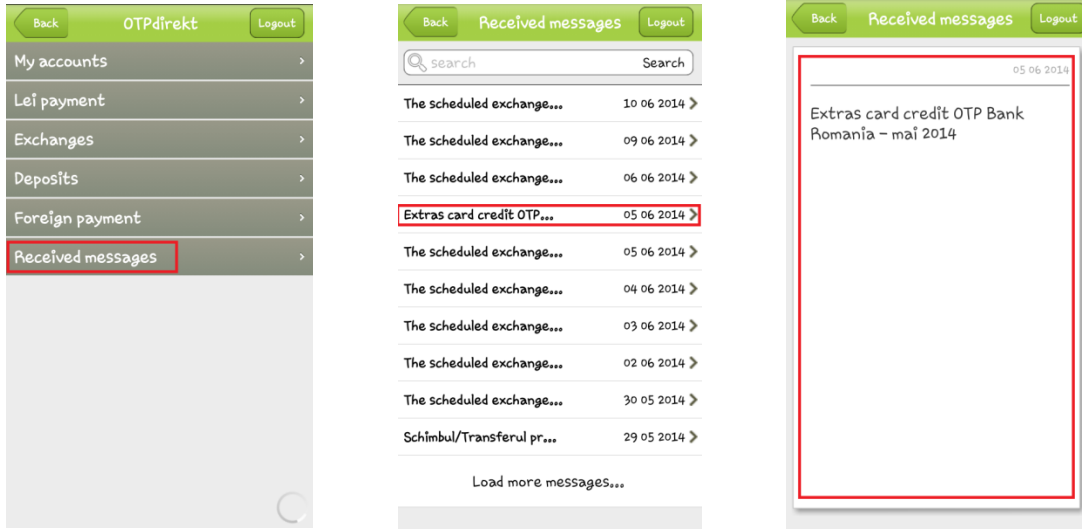 Back OTPdirekt Logout
My accounts
Lei payment
Exchanges
Deposits
Foreign payment
Received messages
Back Received messages Logout
search Search
The scheduled exchange... 10 06 2014
The scheduled exchange... 09 06 2014
The scheduled exchange... 06 06 2014
Extras card credit OTP... 05 06 2014
The scheduled exchange... 05 06 2014
The scheduled exchange... 04 06 2014
The scheduled exchange... 03 06 2014
The scheduled exchange... 02 06 2014
The scheduled exchange... 30 05 2014
Schimbul/Transferul pr... 29 05 2014
Load more messages...
Back Received messages Logout
05 06 2014
Extras card credit OTP Bank
Romania - mai 2014